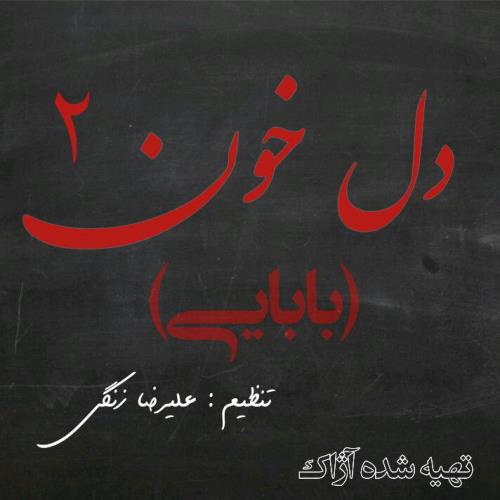 دل خون ۲
(بابایی)
تنظیم : علیرضا زنگی
تهیه شده آژاک